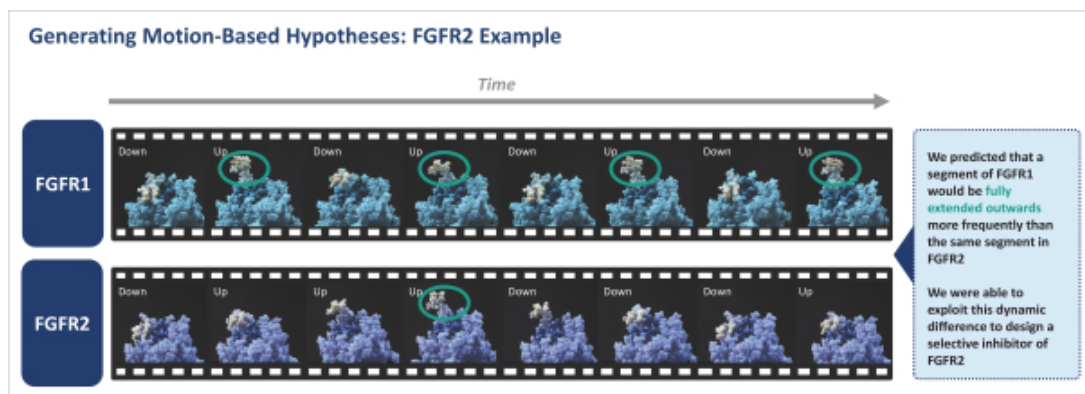 Generating Motion-Based Hypotheses: FGFR2 Example
Time
FGFR1
Down Up Down Up Down Up Down Up
FGFR2
Down Up Up Up Down Down Down Up
We predicted that a
segment of FGFR1
would be fully
extended outwards
more frequently than
the same segment in
FGFR2
We were able to
exploit this dynamic
difference to design a
selective inhibitor of
FGFR2